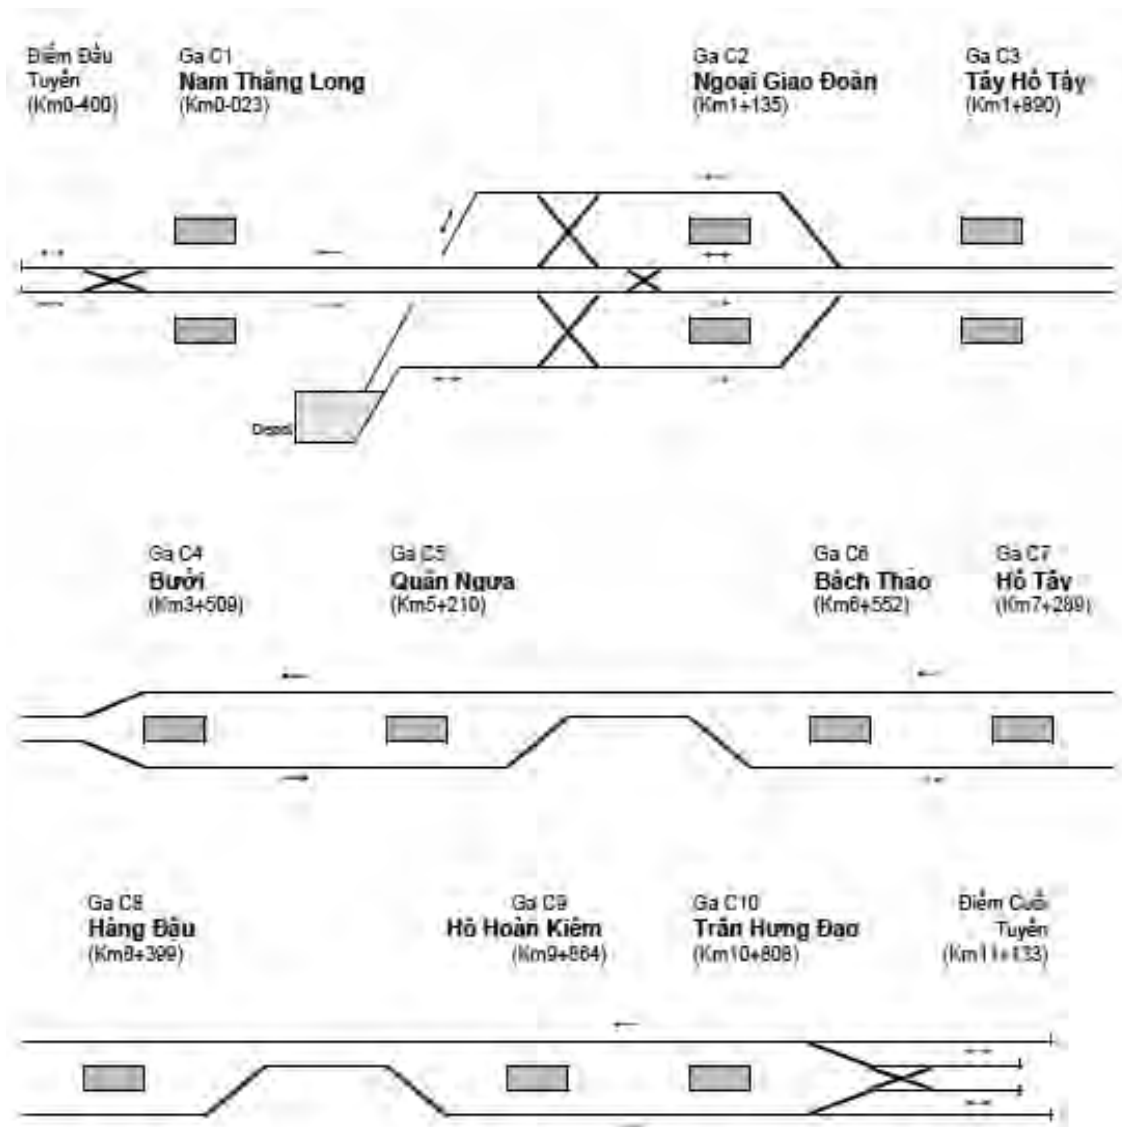 Điểm Đầu
Tuyến
(Km0-400)
Ga C1
Nam Thăng Long
(Km0-023)
Ga C2
Ngoại Giao Đoàn
(Km1+135)
Ga C3
Tây Hồ Tây
(Km1+890)
Depot
Ga C4
Bưởi
(Km3+509)
Ga C5
Quần Ngựa
(Km5+210)
Ga C6
Bách Thảo
(Km6+552)
Ga C7
Hồ Tây
(Km7+289)
Ga C8
Hàng Đậu
(Km8+399)
Ga C9
Hồ Hoàn Kiếm
(Km9+864)
Ga C10
Trần Hưng Đạo
(Km10+808)
Điểm Cuối
Tuyến
(Km11+133)